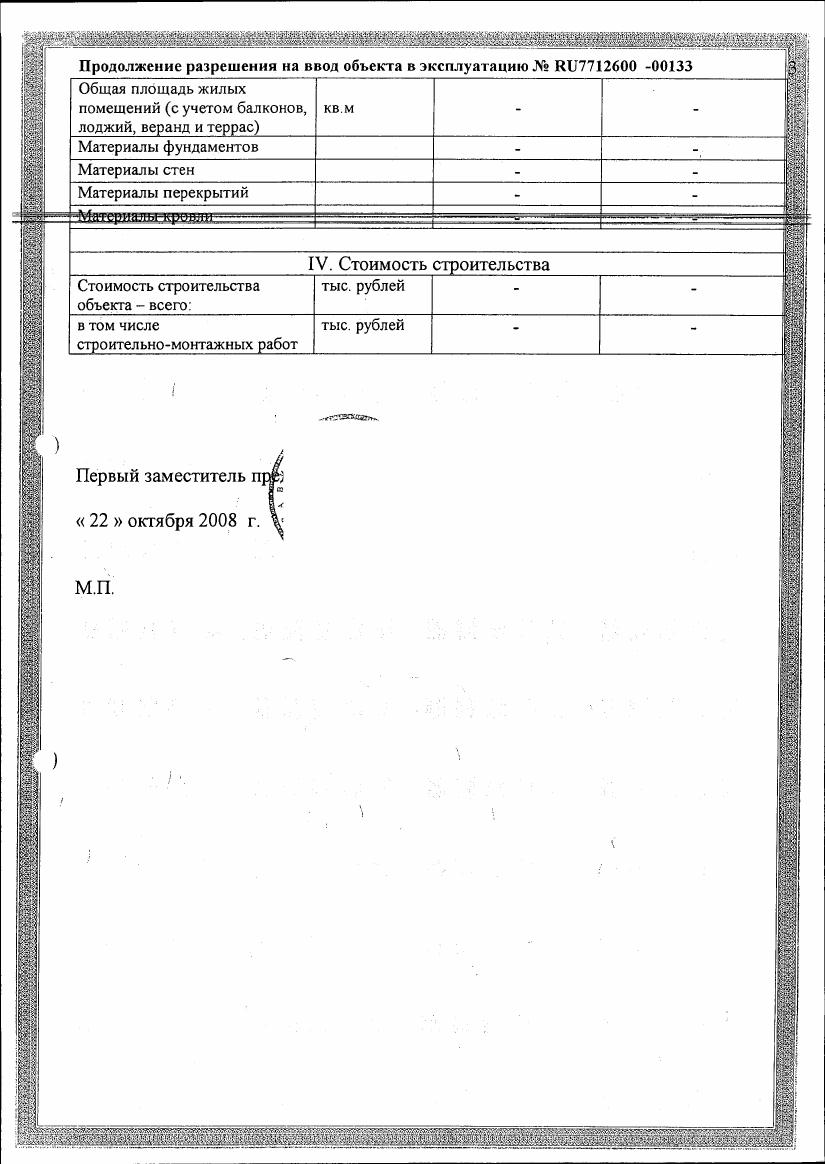 Продолжение разрешения на ввод объекта в эксплуатацию № RU7712600 -00133
3
Общая площадь жилых
помещений (с учетом балконов, кв.м - -
лоджий, веранд и террас)
Материалы фундаментов - -
Материалы стен - -
Материалы перекрытий - -
Материалы кровли - -
IV. Стоимость строительства
Стоимость строительства тыс. рублей - -
объекта – всего:
в том числе тыс. рублей - -
строительно-монтажных работ
Первый заместитель
« 22 » октября 2008 г.
М.П.